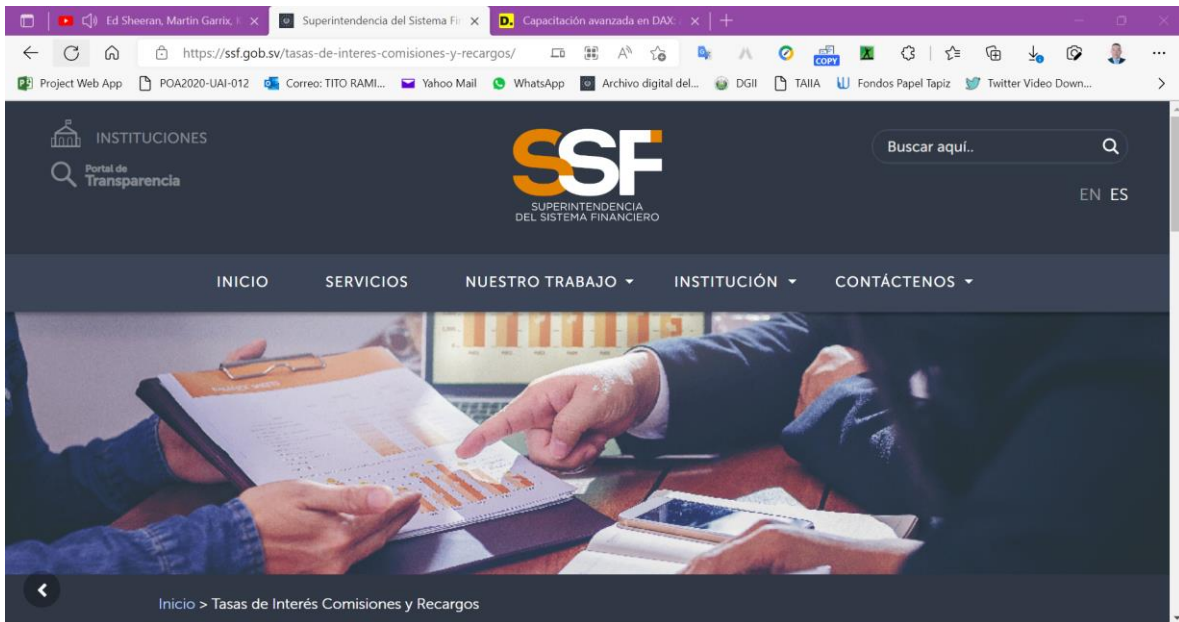 Ed Sheeran, Martin Garrix, K
Superintendencia del Sistema Fin
D. Capacitación avanzada en DAX:
https://ssf.gob.sv/tasas-de-interes-comisiones-y-recargos/
COPY
Project Web App
POA2020-UAI-012
Correo: TITO RAMI...
Yahoo Mail
WhatsApp
Archivo digital del...
DGII
TAIIA
Fondos Papel Tapiz
Twitter Video Down...
INSTITUCIONES
Portal de
Transparencia
SSF
SUPERINTENDENCIA
DEL SISTEMA FINANCIERO
Buscar aquí..
EN ES
INICIO
SERVICIOS
NUESTRO TRABAJO
INSTITUCIÓN
CONTÁCTENOS
Inicio > Tasas de Interés Comisiones y Recargos